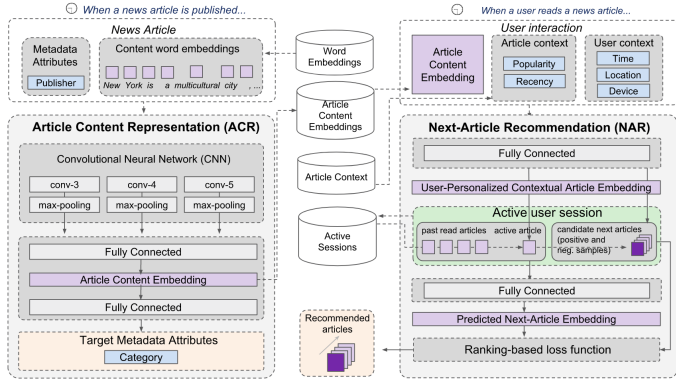 When a news article is published...
News Article
Metadata
Attributes
Publisher
Content word embeddings
New York is a multicultural city , ...
Article Content Representation (ACR)
Convolutional Neural Network (CNN)
conv-3
conv-4
conv-5
max-pooling
max-pooling
max-pooling
Fully Connected
Article Content Embedding
Fully Connected
Target Metadata Attributes
Category
Word
Embeddings
Article
Content
Embeddings
Article Context
Active
Sessions
Recommended
articles
When a user reads a news article...
User interaction
Article
Content
Embedding
Article context
Popularity
Recency
User context
Time
Location
Device
Next-Article Recommendation (NAR)
Fully Connected
User-Personalized Contextual Article Embedding
Active user session
past read articles
active article
candidate next articles
(positive and
neg. samples)
Fully Connected
Predicted Next-Article Embedding
Ranking-based loss function